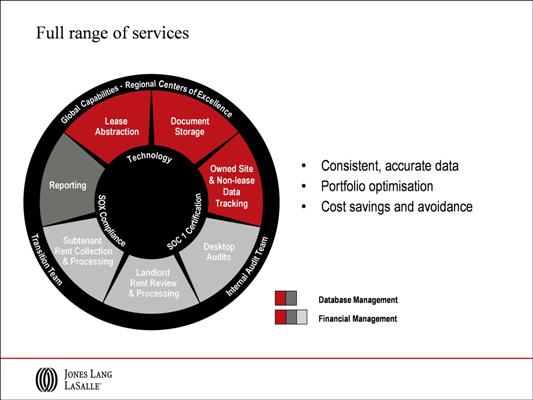 Full range of services
Global Capabilities - Regional Centers of Excellence
Lease
Abstraction
Document
Storage
Technology
Owned Site
& Non-lease
Data
Tracking
Reporting
SOX Compliance
SOC 1 Certification
Subtenant
Rent Collection
& Processing
Desktop
Audits
Landlord
Rent Review
& Processing
Transition Team
Internal Audit Team
• Consistent, accurate data
• Portfolio optimisation
• Cost savings and avoidance
Database Management
Financial Management
JONES LANG
LASALLE